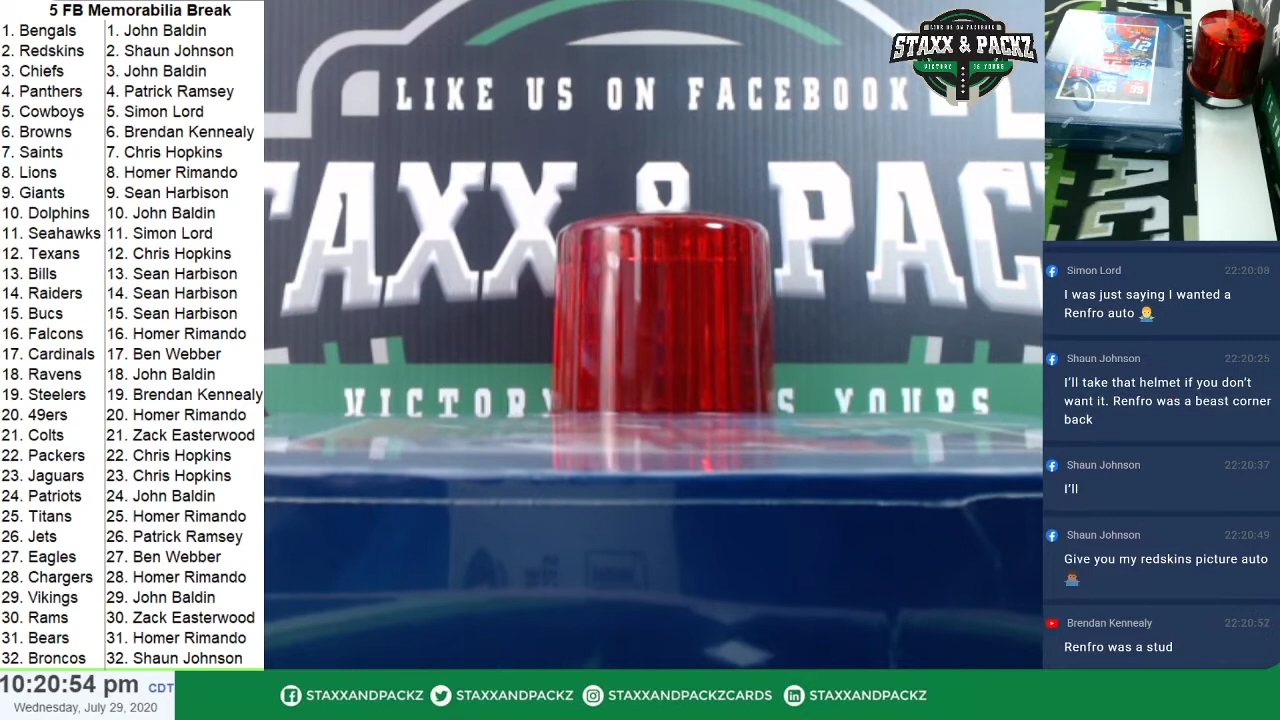 5 FB Memorabilia Break
1. Bengals 1. John Baldin
2. Redskins 2. Shaun Johnson
3. Chiefs 3. John Baldin
4. Panthers 4. Patrick Ramsey
5. Cowboys 5. Simon Lord
6. Browns 6. Brendan Kennealy
7. Saints 7. Chris Hopkins
8. Lions 8. Homer Rimando
9. Giants 9. Sean Harbison
10. Dolphins 10. John Baldin
11. Seahawks 11. Simon Lord
12. Texans 12. Chris Hopkins
13. Bills 13. Sean Harbison
14. Raiders 14. Sean Harbison
15. Bucs 15. Sean Harbison
16. Falcons 16. Homer Rimando
17. Cardinals 17. Ben Webber
18. Ravens 18. John Baldin
19. Steelers 19. Brendan Kennealy
20. 49ers 20. Homer Rimando
21. Colts 21. Zack Easterwood
22. Packers 22. Chris Hopkins
23. Jaguars 23. Chris Hopkins
24. Patriots 24. John Baldin
25. Titans 25. Homer Rimando
26. Jets 26. Patrick Ramsey
27. Eagles 27. Ben Webber
28. Chargers 28. Homer Rimando
29. Vikings 29. John Baldin
30. Rams 30. Zack Easterwood
31. Bears 31. Homer Rimando
32. Broncos 32. Shaun Johnson
10:20:54 pm CDT
Wednesday, July 29, 2020
LIKE US ON FACEBOOK
TAXX & PAC
VICTORY S YOURS
LIKE US ON FACEBOOK
STAXX & PACKZ
VICTORY IS YOURS
12
26 99
AC
Simon Lord 22:20:08
I was just saying I wanted a
Renfro auto
Shaun Johnson 22:20:25
I’ll take that helmet if you don’t
want it. Renfro was a beast corner
back
Shaun Johnson 22:20:37
I’ll
Shaun Johnson 22:20:49
Give you my redskins picture auto
Brendan Kennealy 22:20:52
Renfro was a stud
STAXXANDPACKZ STAXXANDPACKZ STAXXANDPACKZCARDS STAXXANDPACKZ